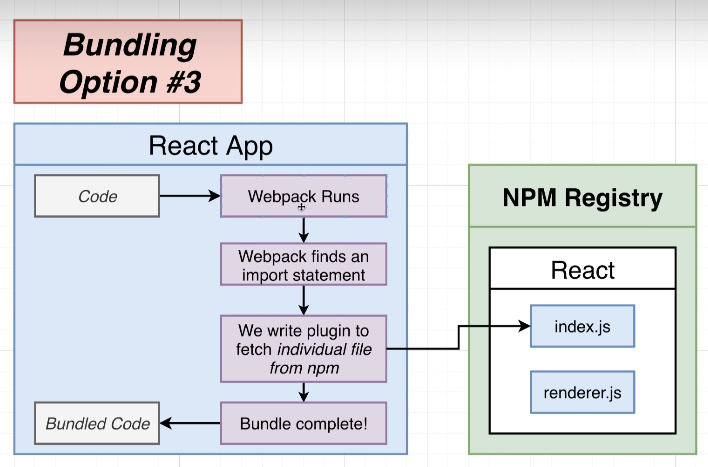 Bundling
Option #3
React App
Code
Webpack Runs
Webpack finds an
import statement
We write plugin to
fetch individual file
from npm
Bundled Code
Bundle complete!
NPM Registry
React
index.js
renderer.js